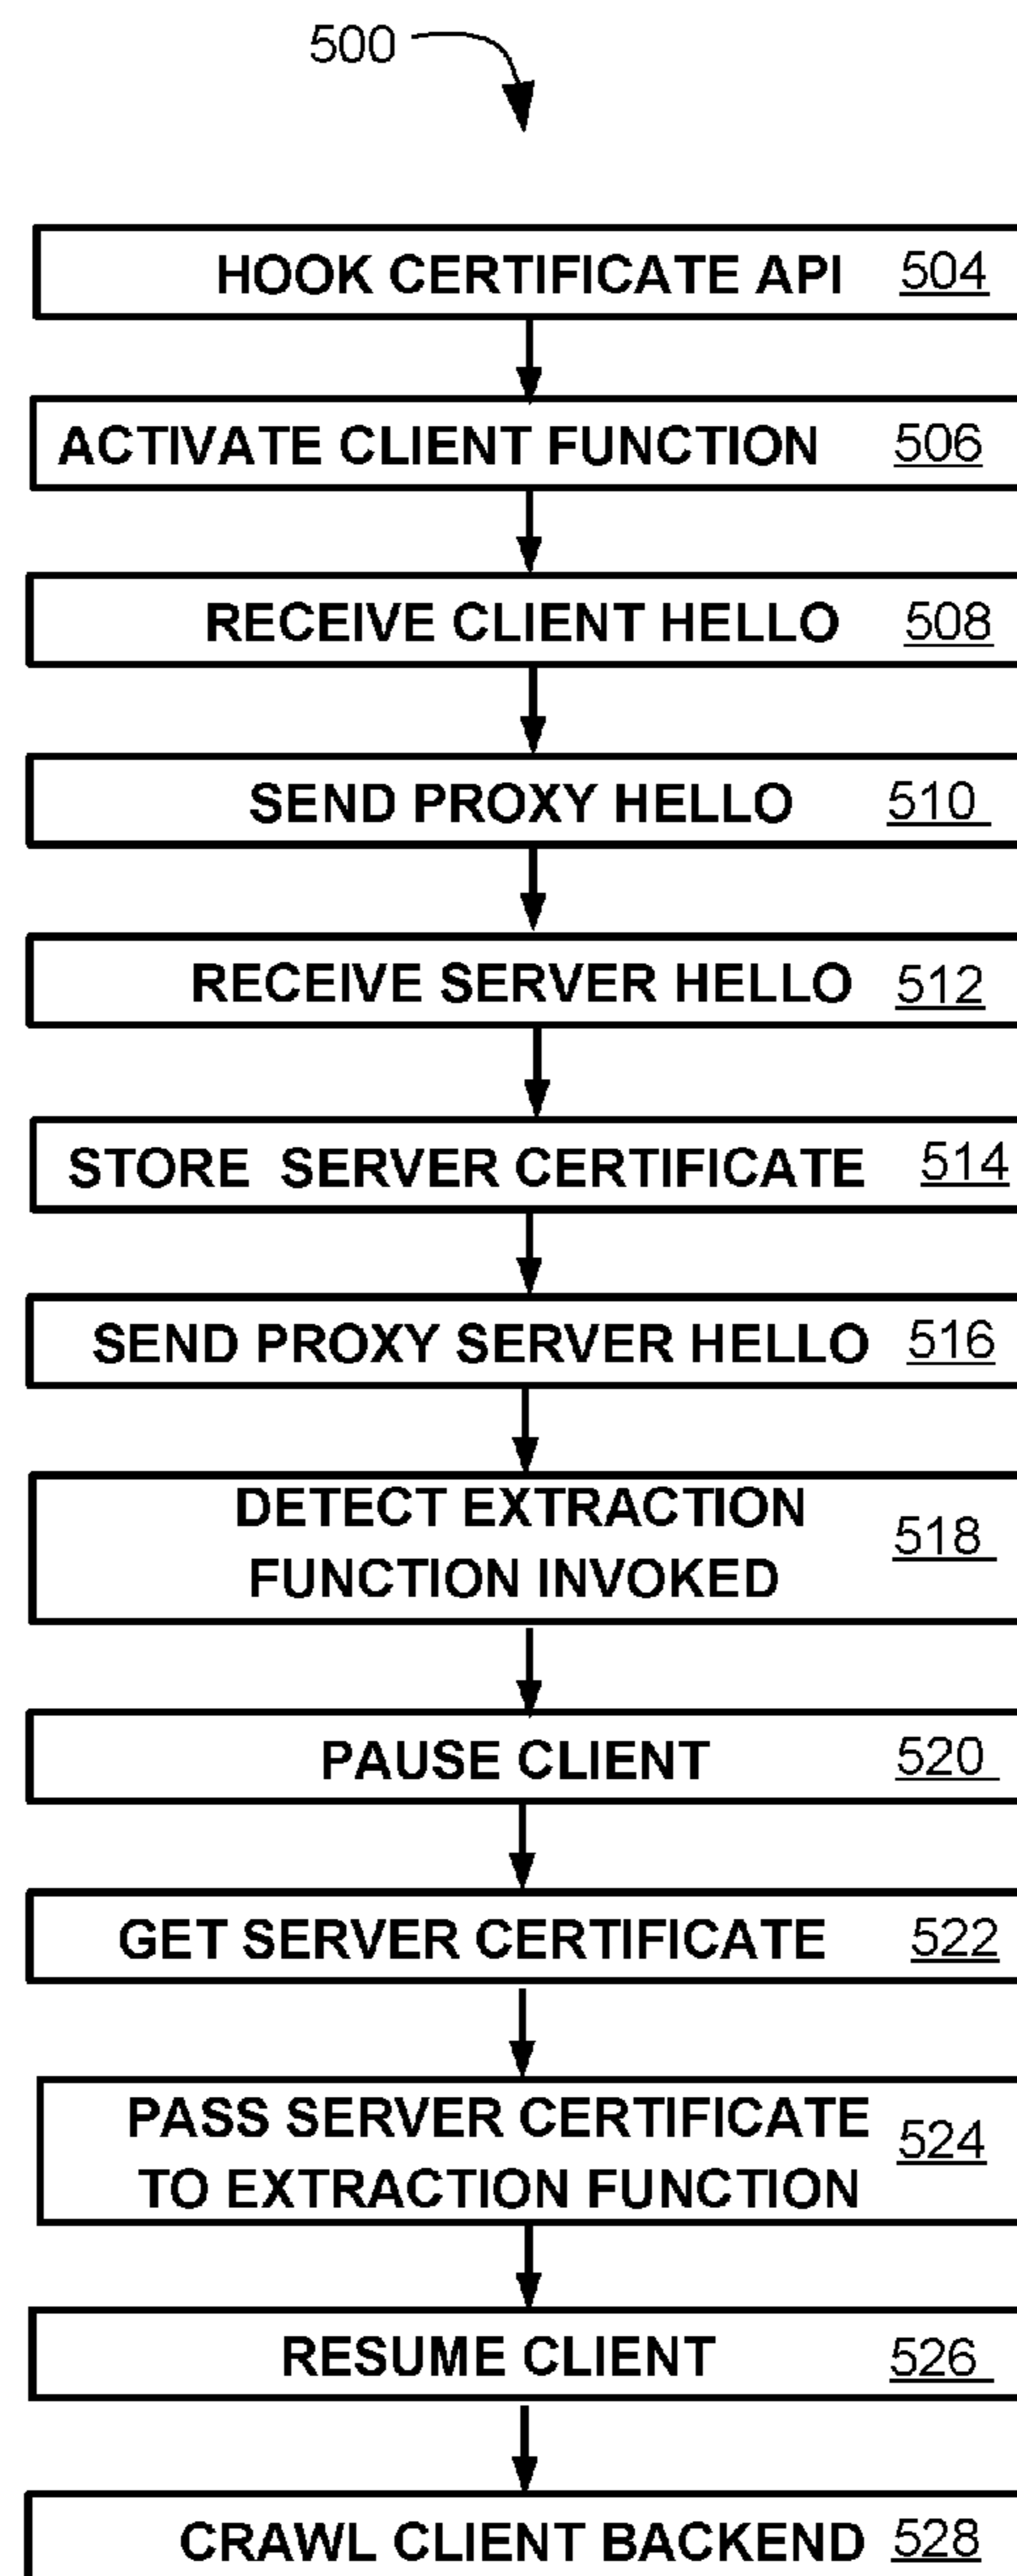 500
HOOK CERTIFICATE API 504
ACTIVATE CLIENT FUNCTION 506
RECEIVE CLIENT HELLO 508
SEND PROXY HELLO 510
RECEIVE SERVER HELLO 512
STORE SERVER CERTIFICATE 514
SEND PROXY SERVER HELLO 516
DETECT EXTRACTION
FUNCTION INVOKED
518
PAUSE CLIENT 520
GET SERVER CERTIFICATE 522
PASS SERVER CERTIFICATE
TO EXTRACTION FUNCTION
524
RESUME CLIENT 526
CRAWL CLIENT BACKEND 528